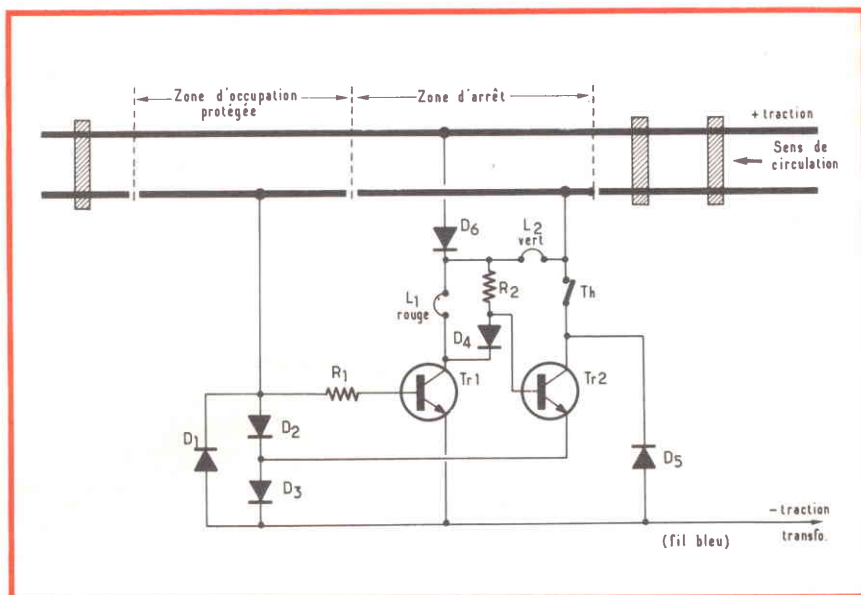 Zone d'occupation
protégée
Zone d'arrêt
+ traction
Sens de
circulation
D6
L2
vert
R2
Th
L1
rouge
D4
R1
Tr1
Tr2
D1
D2
D3
D5
— traction
transfo.
(fil bleu)